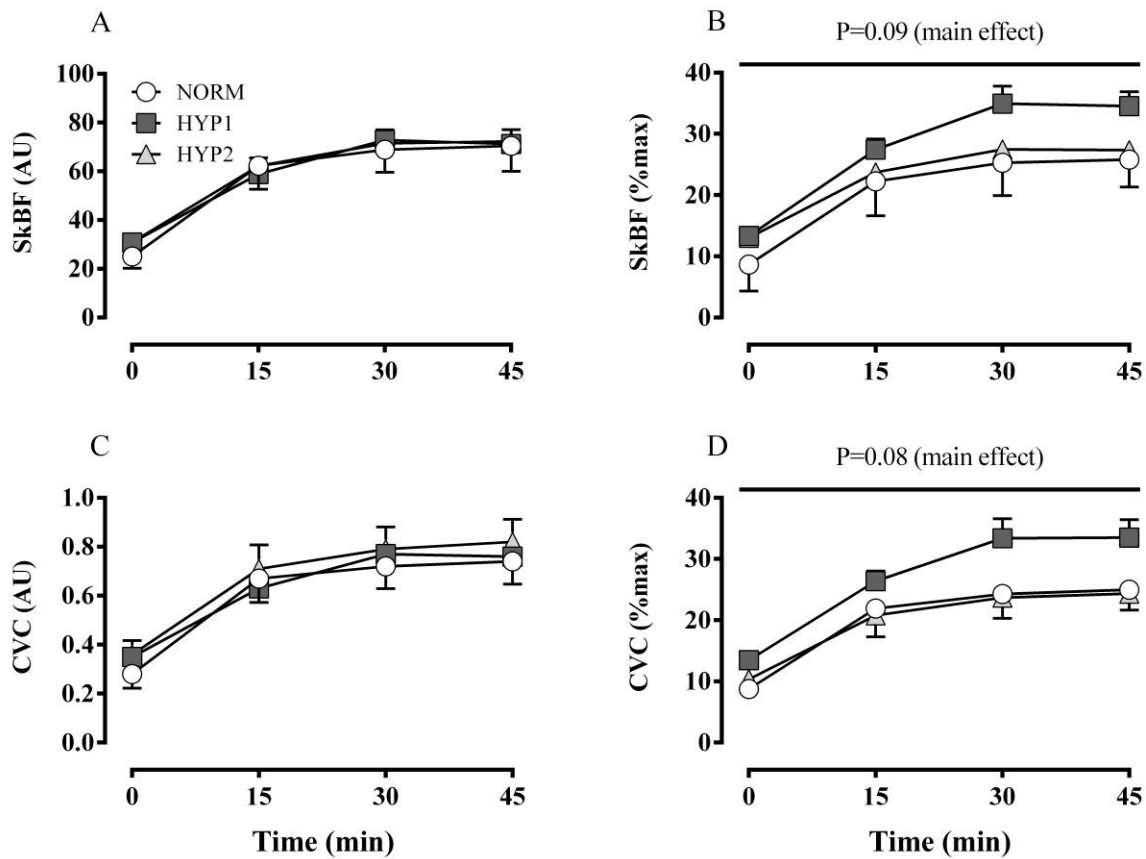 A
SkBF (AU)
100
80
60
40
20
0
NORM
HYP1
HYP2
0 15 30 45
B
P=0.09 (main effect)
SkBF (%max)
40
30
20
10
0
0 15 30 45
C
CVC (AU)
1.0
0.8
0.6
0.4
0.2
0.0
0 15 30 45
Time (min)
D
P=0.08 (main effect)
CVC (%max)
40
30
20
10
0
0 15 30 45
Time (min)